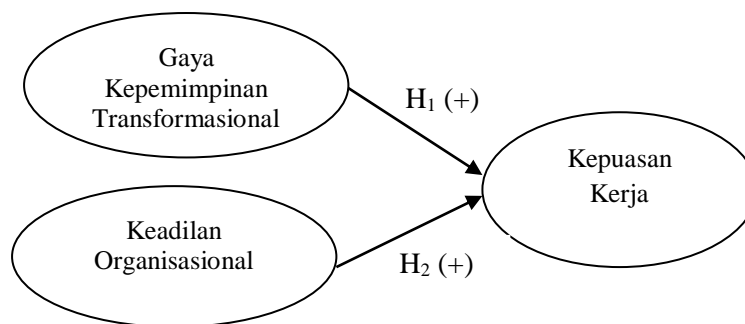 Gaya
Kepemimpinan
Transformasional
H₁ (+)
Kepuasan
Kerja
Keadilan
Organisasional
H₂ (+)